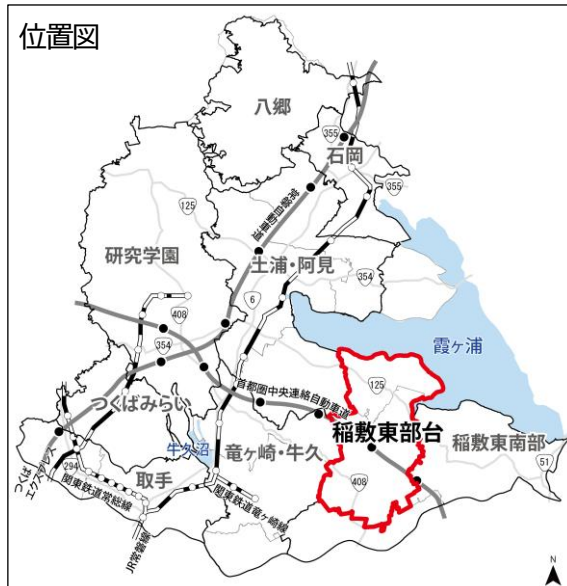 位置図
八郷
355
石岡
355
常磐自動車道
125
研究学園
土浦・阿見
354
6
408
354
霞ヶ浦
首都圏中央連絡自動車道
125
つくばみらい
稲敷東部台
稲敷東南部
牛久沼
竜ヶ崎・牛久
51
294
取手
408
つくば
エクスプレス
関東鉄道常総線
関東鉄道竜ヶ崎線
JR常磐線
N